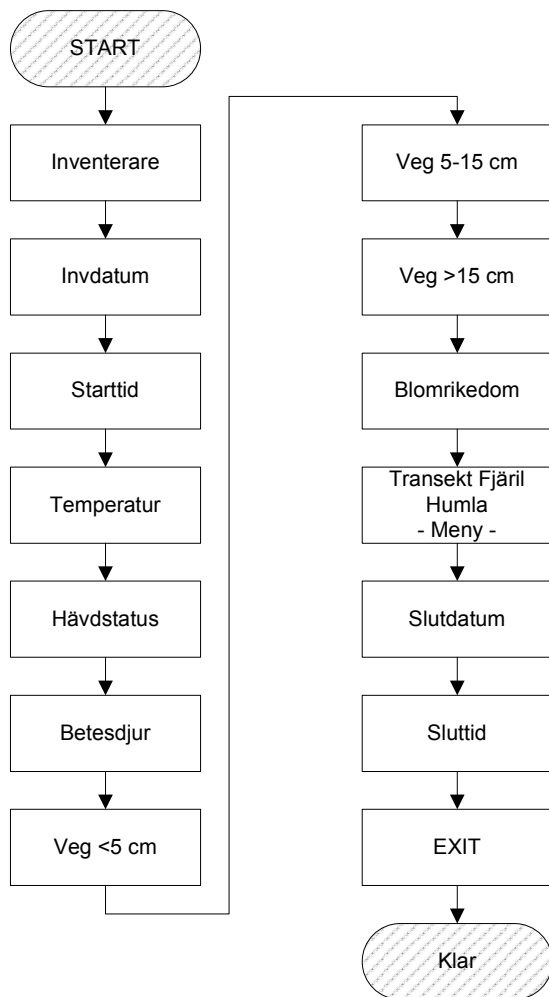 START
Inventerare
Invdatum
Starttid
Temperatur
Hävdstatus
Betesdjur
Veg <5 cm
Veg 5-15 cm
Veg >15 cm
Blomrikedom
Transekt Fjäril
Humla
- Meny -
Slutdatum
Sluttid
EXIT
Klar